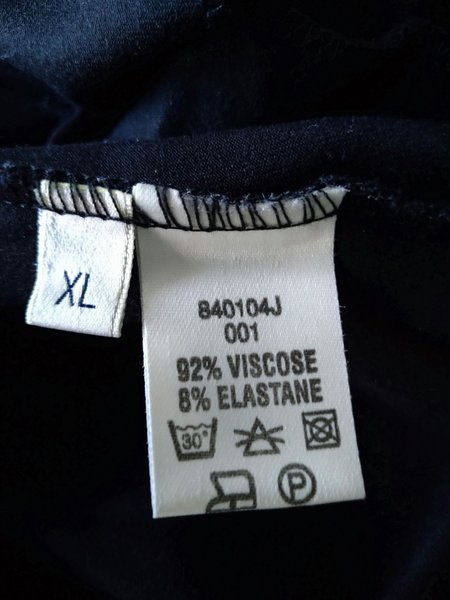 XL
840104J
001
92% VISCOSE
8% ELASTANE
30°
P